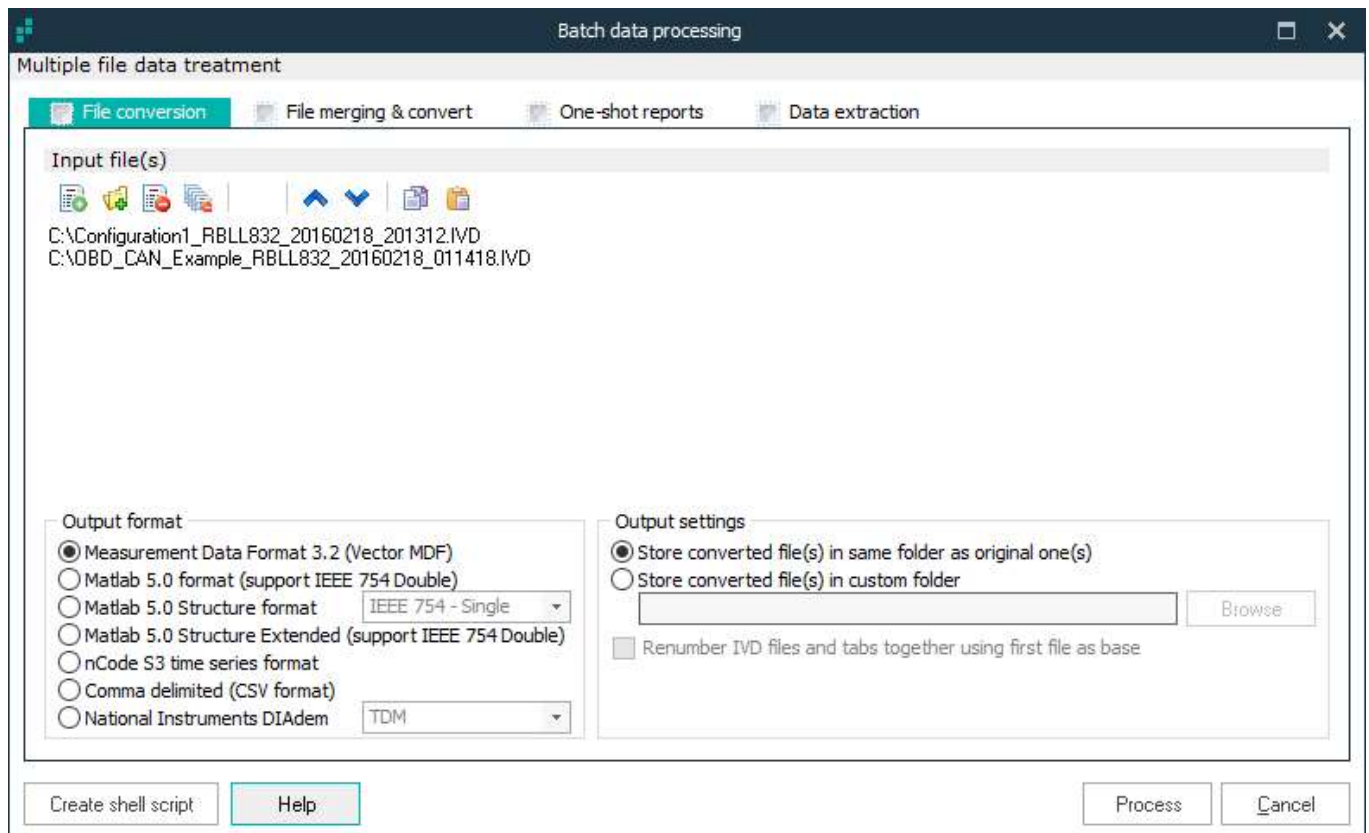 Batch data processing
Multiple file data treatment
File conversion File merging & convert One-shot reports Data extraction
Input file(s)
C:\Configuration1_RBLL832_20160218_201312.IVD
C:\OBD_CAN_Example_RBLL832_20160218_011418.IVD
Output format
Measurement Data Format 3.2 (Vector MDF)
Matlab 5.0 format (support IEEE 754 Double)
Matlab 5.0 Structure format IEEE 754 - Single
Matlab 5.0 Structure Extended (support IEEE 754 Double)
nCode S3 time series format
Comma delimited (CSV format)
National Instruments DIAdem TDM
Output settings
Store converted file(s) in same folder as original one(s)
Store converted file(s) in custom folder
Browse
Renumber IVD files and tabs together using first file as base
Create shell script Help Process Cancel